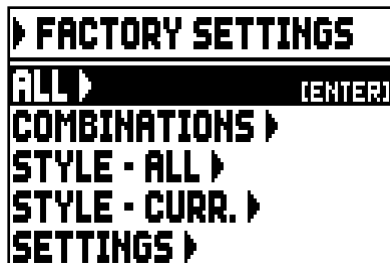 FACTORY SETTINGS
ALL [ENTER]
COMBINATIONS
STYLE - ALL
STYLE - CURR.
SETTINGS